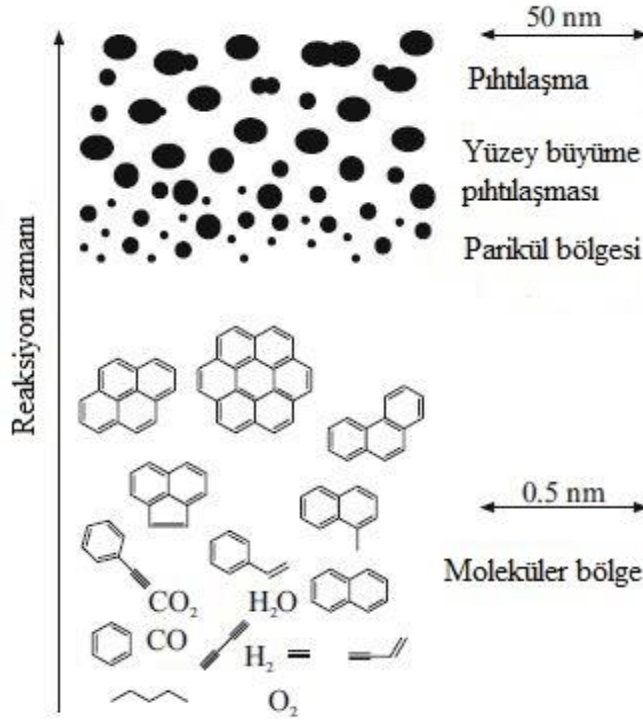 50 nm
Pıhtılaşma
Yüzey büyüme
pıhtılaşması
Parikül bölgesi
Reaksiyon zamanı
0.5 nm
Moleküler bölge
CO₂
H₂O
CO
H₂
O₂